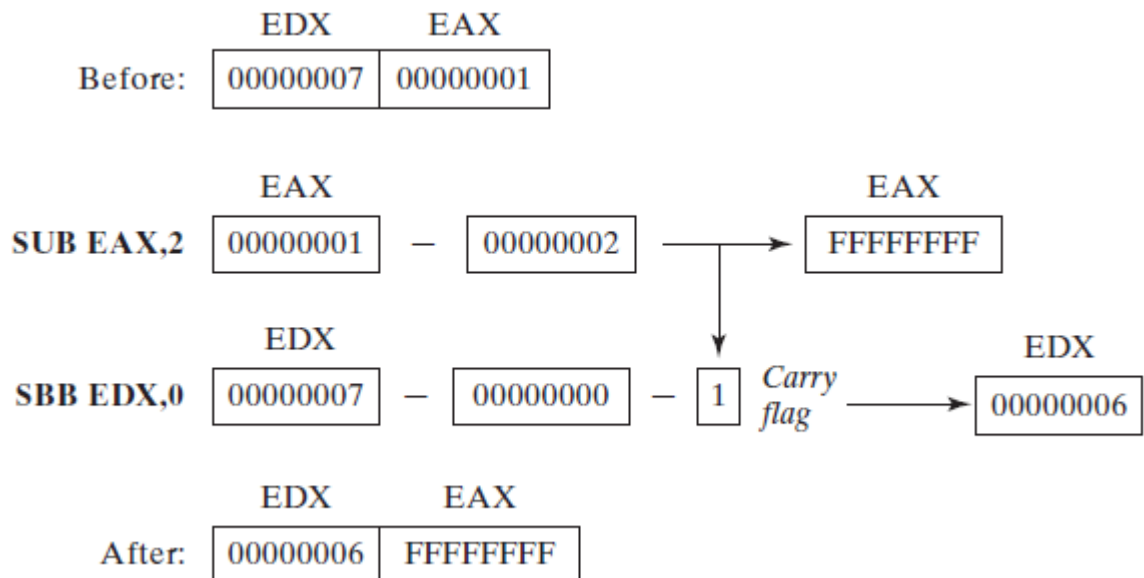 EDX EAX
Before: 00000007 00000001
EAX EAX
SUB EAX,2 00000001 – 00000002 FFFFFFFF
EDX EDX
SBB EDX,0 00000007 – 00000000 – 1 Carry flag 00000006
EDX EAX
After: 00000006 FFFFFFFF